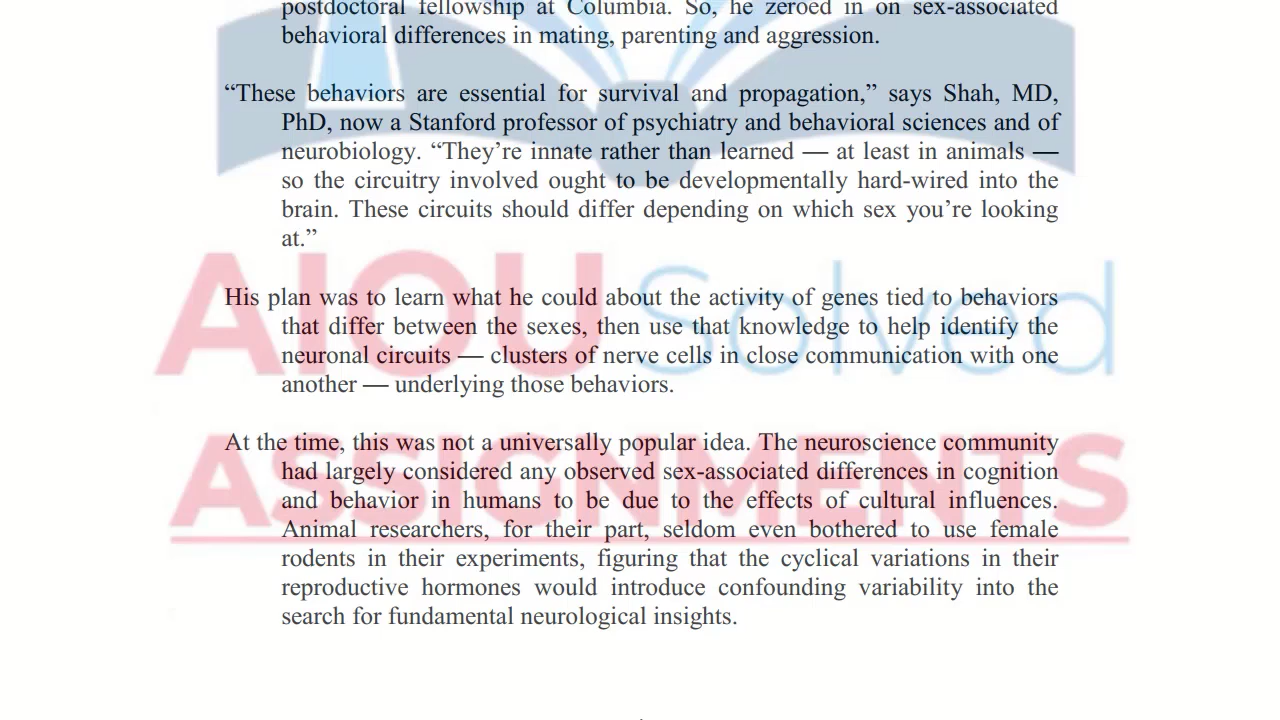 postdoctoral fellowship at Columbia. So, he zeroed in on sex-associated
behavioral differences in mating, parenting and aggression.
“These behaviors are essential for survival and propagation,” says Shah, MD,
PhD, now a Stanford professor of psychiatry and behavioral sciences and of
neurobiology. “They’re innate rather than learned — at least in animals —
so the circuitry involved ought to be developmentally hard-wired into the
brain. These circuits should differ depending on which sex you’re looking
at.”
His plan was to learn what he could about the activity of genes tied to behaviors
that differ between the sexes, then use that knowledge to help identify the
neuronal circuits — clusters of nerve cells in close communication with one
another — underlying those behaviors.
At the time, this was not a universally popular idea. The neuroscience community
had largely considered any observed sex-associated differences in cognition
and behavior in humans to be due to the effects of cultural influences.
Animal researchers, for their part, seldom even bothered to use female
rodents in their experiments, figuring that the cyclical variations in their
reproductive hormones would introduce confounding variability into the
search for fundamental neurological insights.
AIOU Solved
ASSIGNMENTS